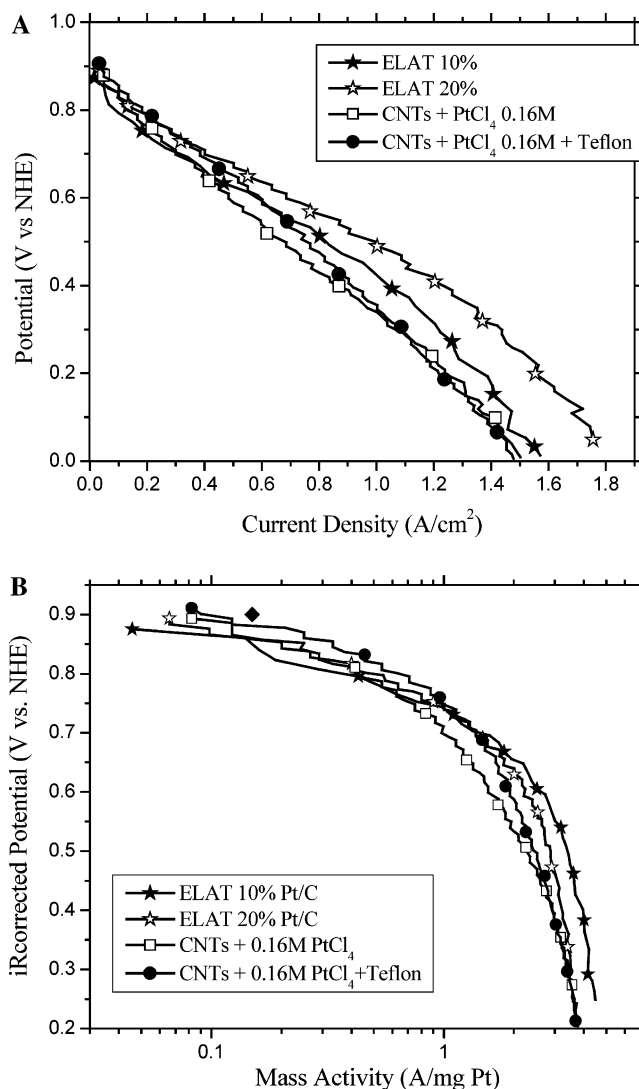 A
1.0
0.8
0.6
0.4
0.2
0.0
Potential (V vs NHE)
ELAT 10%
ELAT 20%
CNTs + PtCl4 0.16M
CNTs + PtCl4 0.16M + Teflon
0.0 0.2 0.4 0.6 0.8 1.0 1.2 1.4 1.6 1.8
Current Density (A/cm2)
B
0.9
0.8
0.7
0.6
0.5
0.4
0.3
0.2
iRcorrected Potential (V vs. NHE)
ELAT 10% Pt/C
ELAT 20% Pt/C
CNTs + 0.16M PtCl4
CNTs + 0.16M PtCl4+Teflon
0.1 1
Mass Activity (A/mg Pt)